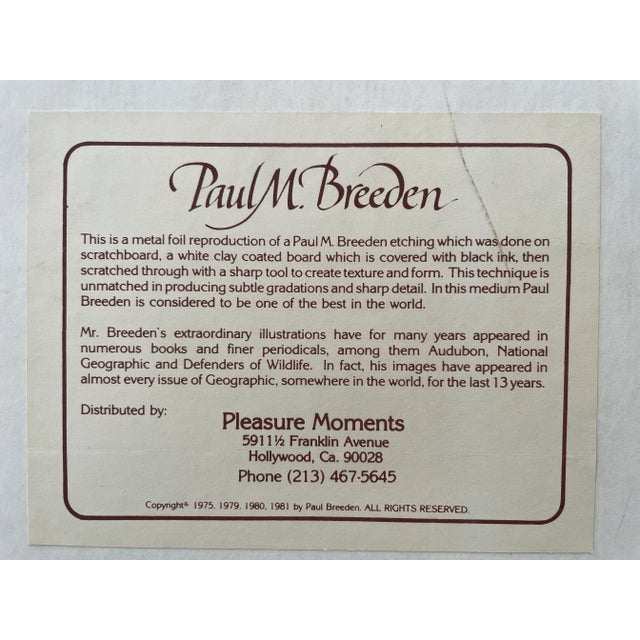 Paul M. Breeden
This is a metal foil reproduction of a Paul M. Breeden etching which was done on
scratchboard, a white clay coated board which is covered with black ink, then
scratched through with a sharp tool to create texture and form. This technique is
unmatched in producing subtle gradations and sharp detail. In this medium Paul
Breeden is considered to be one of the best in the world.
Mr. Breeden's extraordinary illustrations have for many years appeared in
numerous books and finer periodicals, among them Audubon, National
Geographic and Defenders of Wildlife. In fact, his images have appeared in
almost every issue of Geographic, somewhere in the world, for the last 13 years.
Distributed by:
Pleasure Moments
5911½ Franklin Avenue
Hollywood, Ca. 90028
Phone (213) 467-5645
Copyright© 1975, 1979, 1980, 1981 by Paul Breeden. ALL RIGHTS RESERVED.